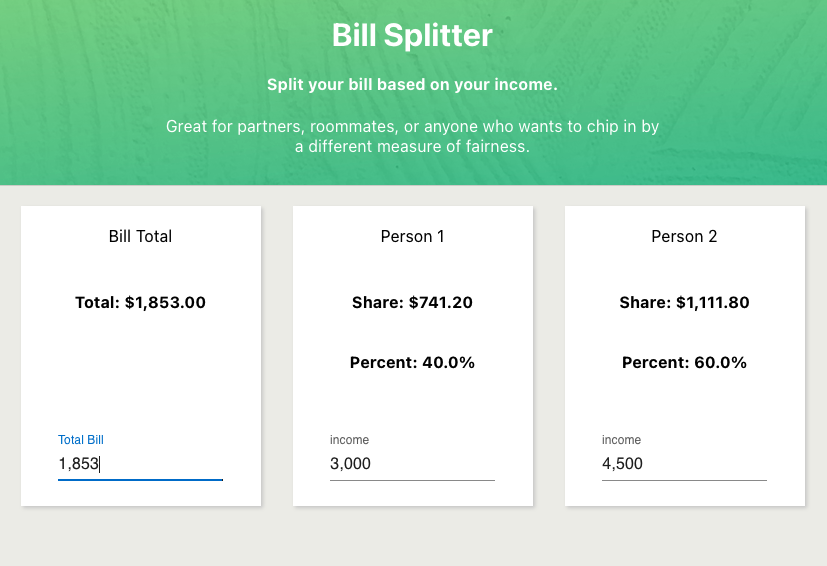 Bill Splitter
Split your bill based on your income.
Great for partners, roommates, or anyone who wants to chip in by
a different measure of fairness.
Bill Total
Total: $1,853.00
Total Bill
1,853
Person 1
Share: $741.20
Percent: 40.0%
income
3,000
Person 2
Share: $1,111.80
Percent: 60.0%
income
4,500